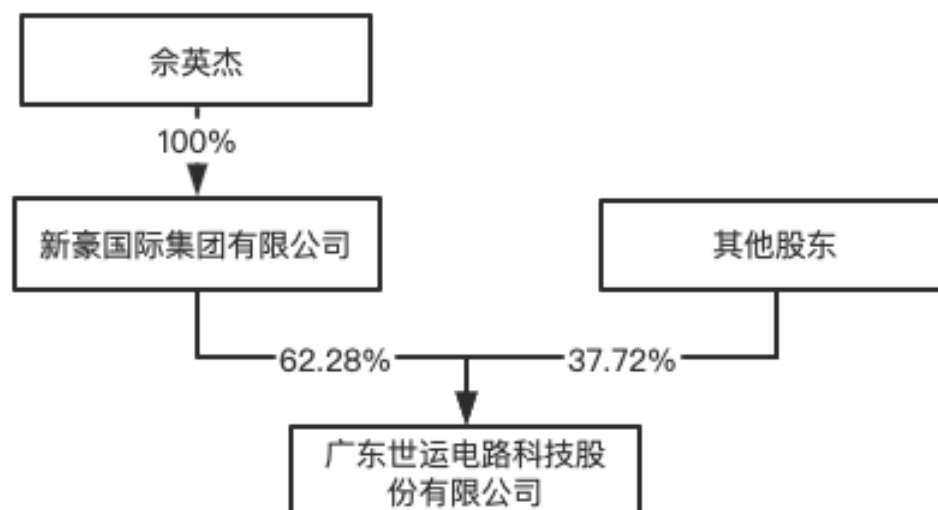 佘英杰
100%
新豪国际集团有限公司
其他股东
62.28%
37.72%
广东世运电路科技股
份有限公司